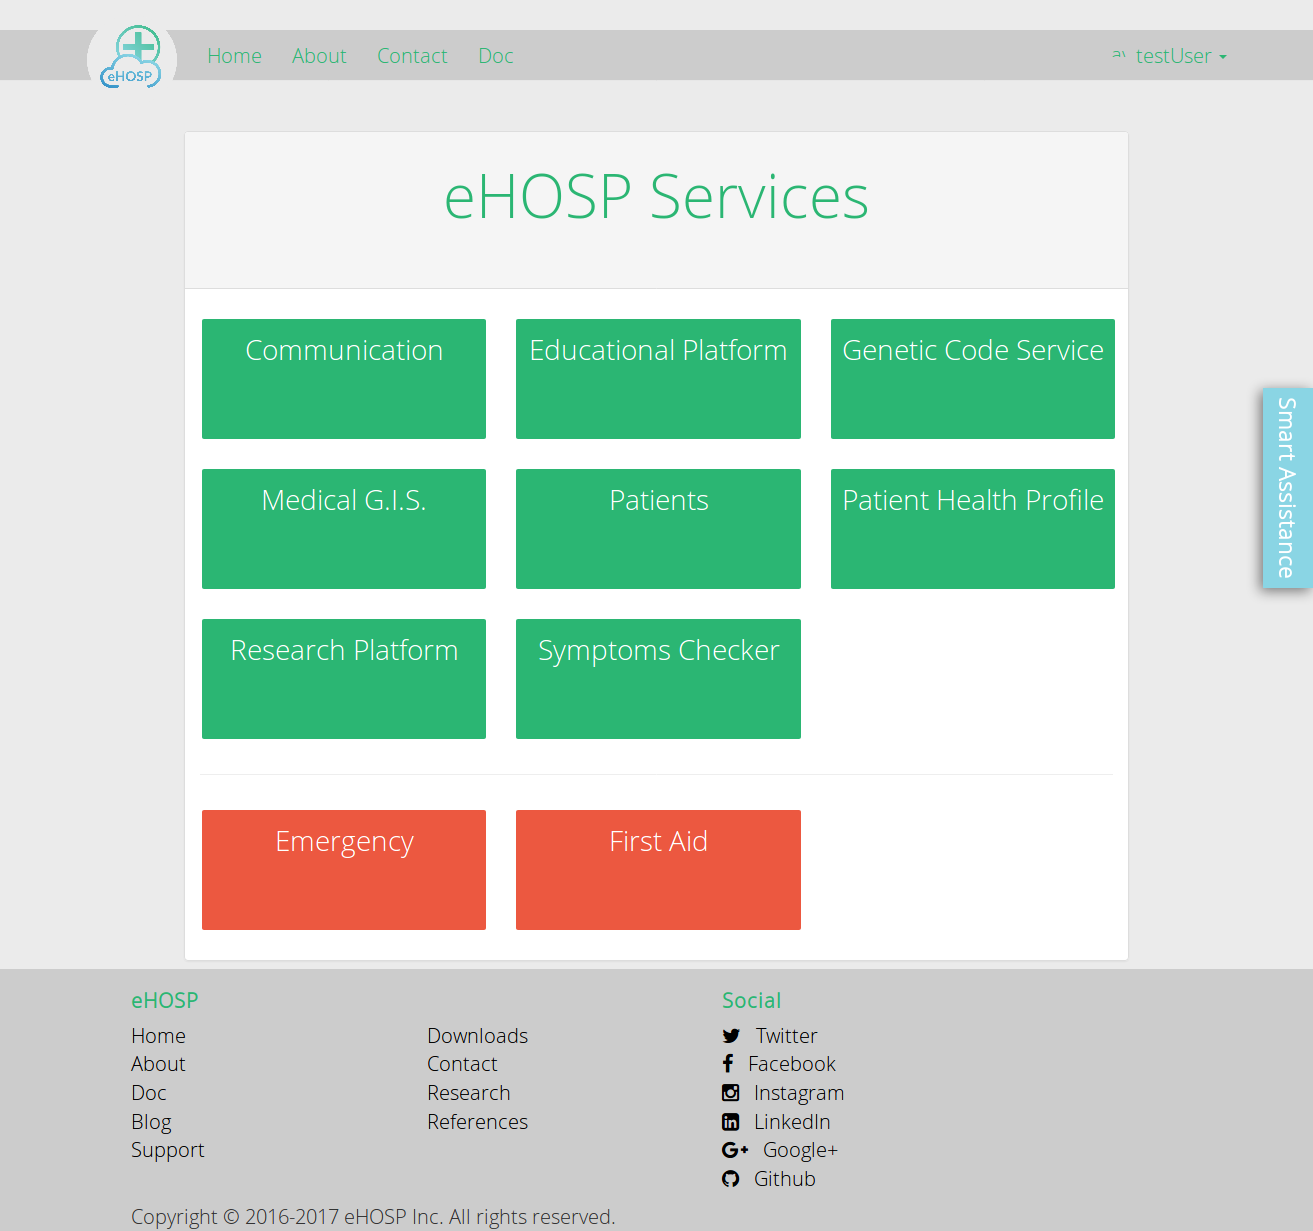 eHOSP
Home About Contact Doc testUser
eHOSP Services
Communication Educational Platform Genetic Code Service
Medical G.I.S. Patients Patient Health Profile
Research Platform Symptoms Checker
Emergency First Aid
Smart Assistance
eHOSP Social
Home Downloads Twitter
About Contact Facebook
Doc Research Instagram
Blog References LinkedIn
Support Google+
Github
Copyright © 2016-2017 eHOSP Inc. All rights reserved.